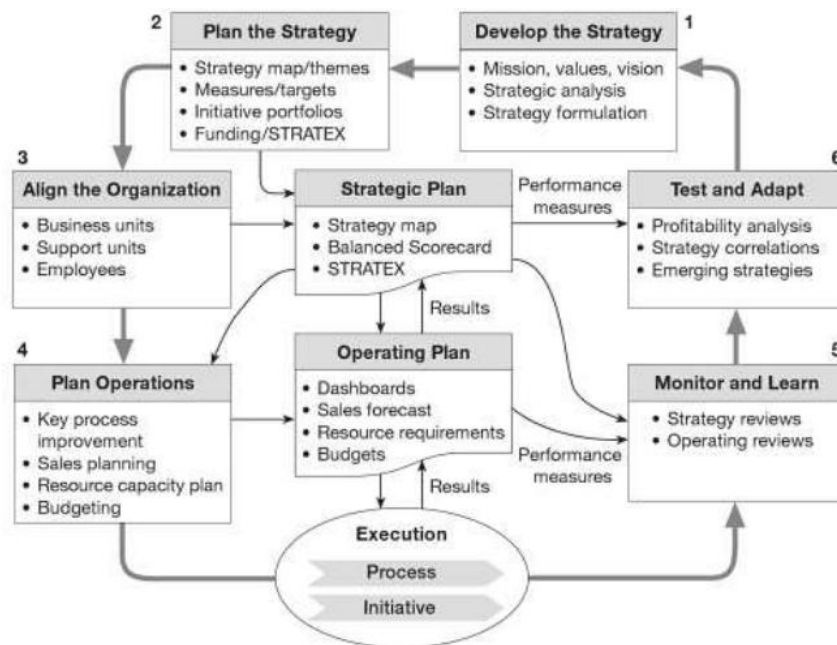 2
Plan the Strategy
• Strategy map/themes
• Measures/targets
• Initiative portfolios
• Funding/STRATEX
1
Develop the Strategy
• Mission, values, vision
• Strategic analysis
• Strategy formulation
3
Align the Organization
• Business units
• Support units
• Employees
Strategic Plan
• Strategy map
• Balanced Scorecard
• STRATEX
Performance
measures
6
Test and Adapt
• Profitability analysis
• Strategy correlations
• Emerging strategies
Results
4
Plan Operations
• Key process
improvement
• Sales planning
• Resource capacity plan
• Budgeting
Operating Plan
• Dashboards
• Sales forecast
• Resource requirements
• Budgets
Performance
measures
5
Monitor and Learn
• Strategy reviews
• Operating reviews
Results
Execution
Process
Initiative